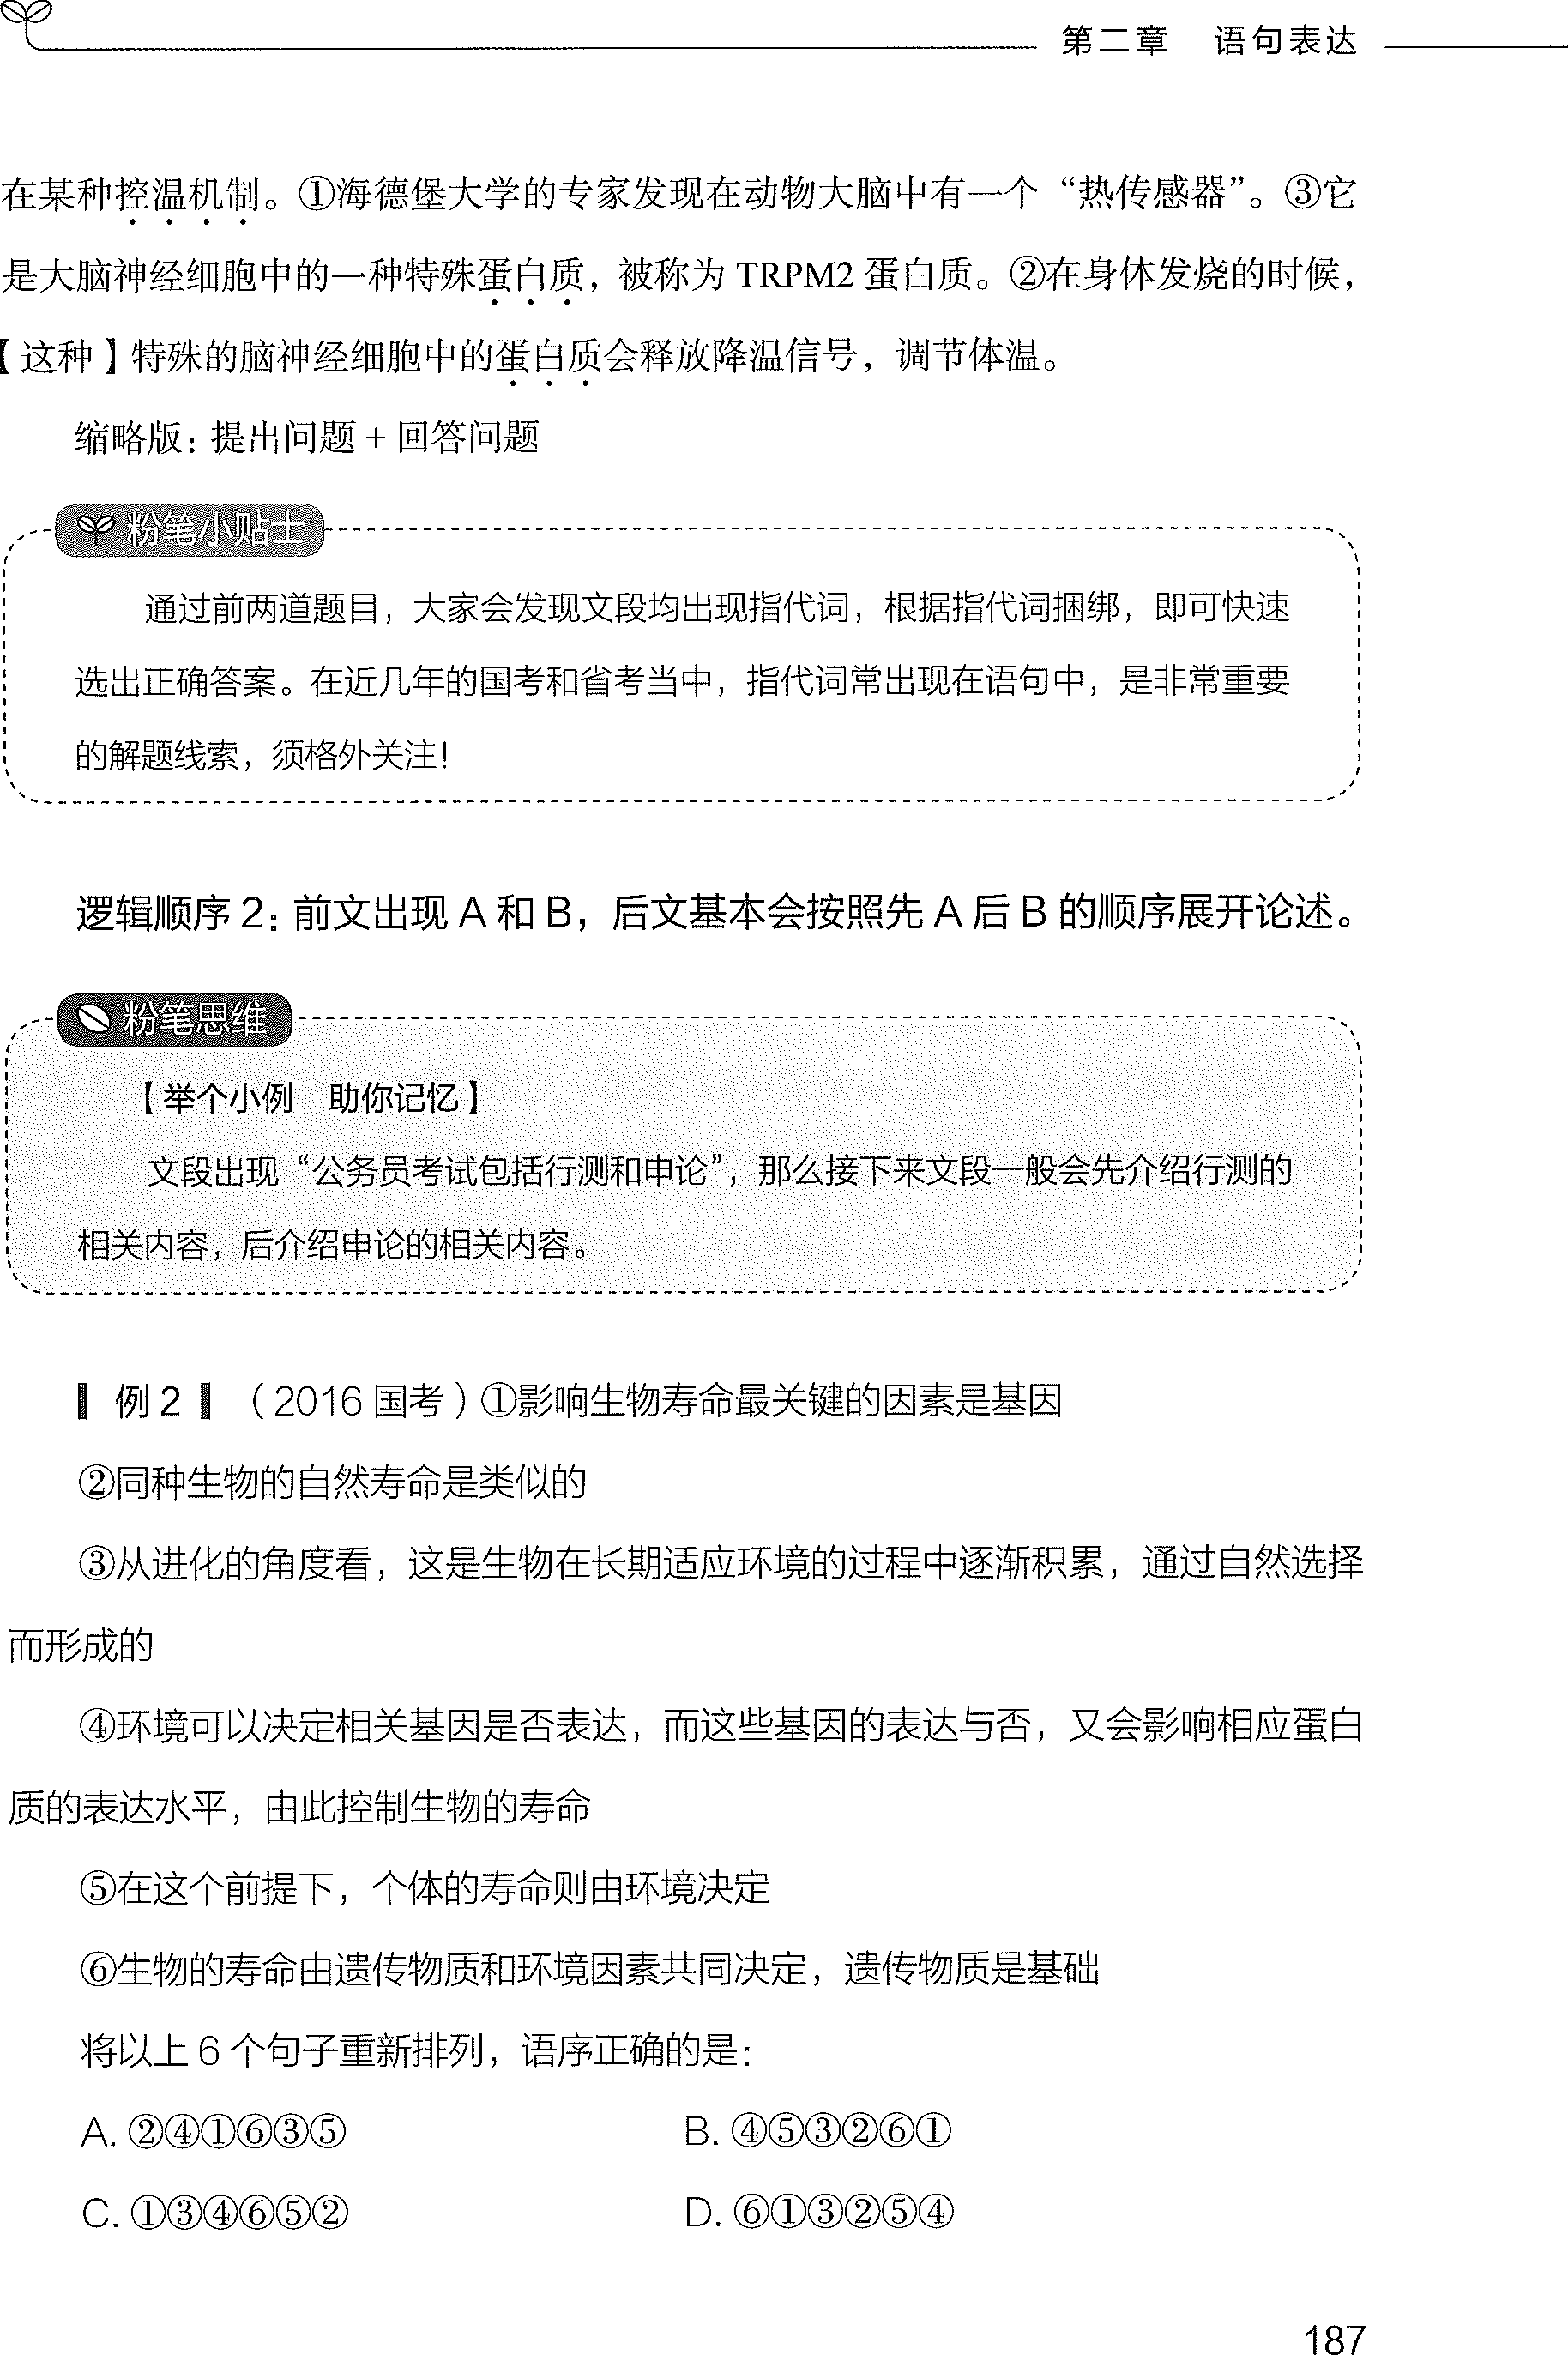 第二章 语句表达
在某种控温机制。①海德堡大学的专家发现在动物大脑中有一个“热传感器”。③它
是大脑神经细胞中的一种特殊蛋白质，被称为 TRPM2 蛋白质。②在身体发烧的时候，
【这种】特殊的脑神经细胞中的蛋白质会释放降温信号，调节体温。
缩略版：提出问题 + 回答问题
粉笔小贴士
通过前两道题目，大家会发现文段均出现指代词，根据指代词捆绑，即可快速
选出正确答案。在近几年的国考和省考当中，指代词常出现在语句中，是非常重要
的解题线索，须格外关注！
逻辑顺序 2：前文出现 A 和 B，后文基本会按照先 A 后 B 的顺序展开论述。
粉笔思维
【举个小例 助你记忆】
文段出现“公务员考试包括行测和申论”，那么接下来文段一般会先介绍行测的
相关内容，后介绍申论的相关内容。
例 2 （2016 国考）①影响生物寿命最关键的因素是基因
②同种生物的自然寿命是类似的
③从进化的角度看，这是生物在长期适应环境的过程中逐渐积累，通过自然选择
而形成的
④环境可以决定相关基因是否表达，而这些基因的表达与否，又会影响相应蛋白
质的表达水平，由此控制生物的寿命
⑤在这个前提下，个体的寿命则由环境决定
⑥生物的寿命由遗传物质和环境因素共同决定，遗传物质是基础
将以上 6 个句子重新排列，语序正确的是：
A. ②④①⑥③⑤ B. ④⑤③②⑥①
C. ①③④⑥⑤② D. ⑥①③②⑤④
187